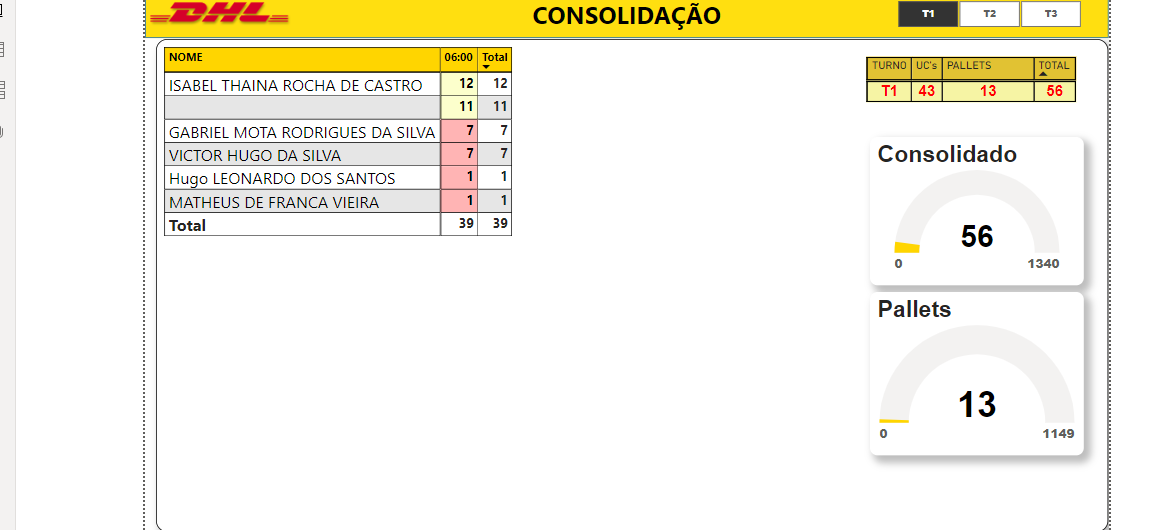 DHL
CONSOLIDAÇÃO
T1 T2 T3
NOME 06:00 Total
ISABEL THAINA ROCHA DE CASTRO 12 12
11 11
GABRIEL MOTA RODRIGUES DA SILVA 7 7
VICTOR HUGO DA SILVA 7 7
Hugo LEONARDO DOS SANTOS 1 1
MATHEUS DE FRANCA VIEIRA 1 1
Total 39 39
TURNO UC's PALLETS TOTAL
T1 43 13 56
Consolidado
56
0 1340
Pallets
13
0 1149